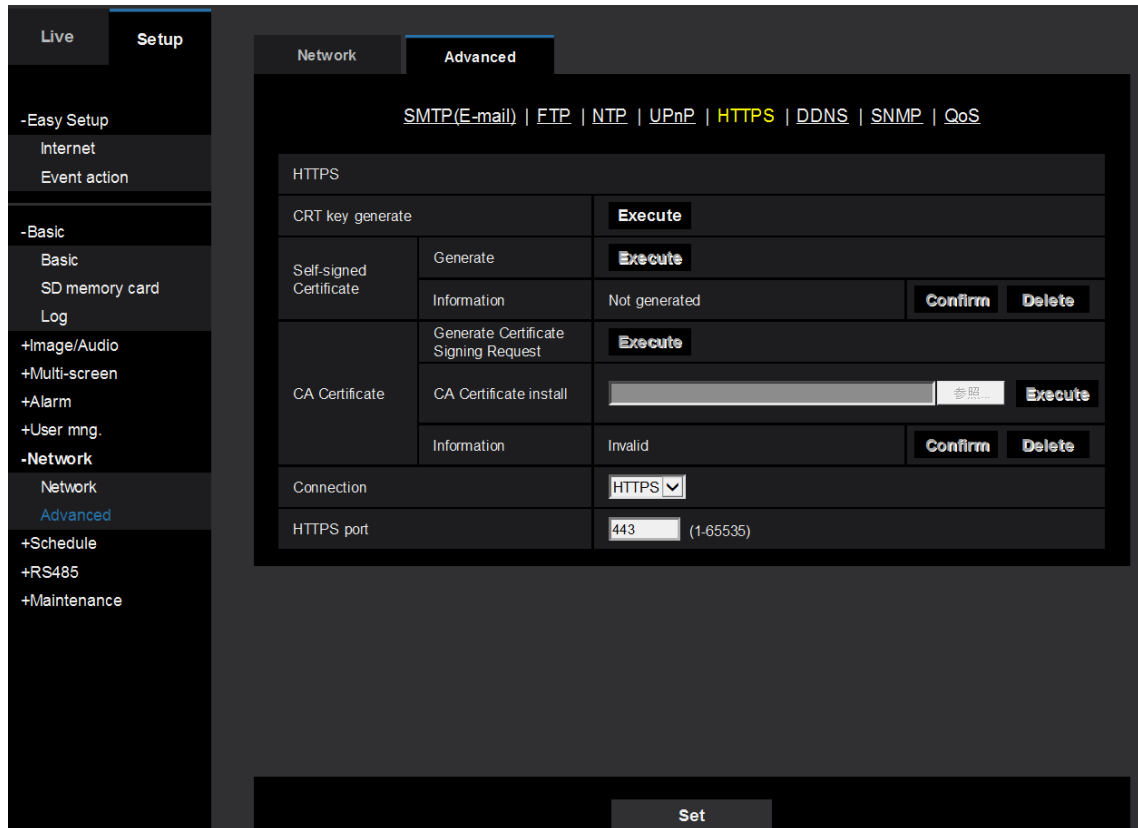 Live
Setup
-Easy Setup
Internet
Event action
-Basic
Basic
SD memory card
Log
+Image/Audio
+Multi-screen
+Alarm
+User mng.
-Network
Network
Advanced
+Schedule
+RS485
+Maintenance
Network
Advanced
SMTP(E-mail) | FTP | NTP | UPnP | HTTPS | DDNS | SNMP | QoS
HTTPS
CRT key generate
Execute
Self-signed
Certificate
Generate
Execute
Information
Not generated
Confirm
Delete
CA Certificate
Generate Certificate
Signing Request
Execute
CA Certificate install
参照...
Execute
Information
Invalid
Confirm
Delete
Connection
HTTPS
HTTPS port
443
(1-65535)
Set